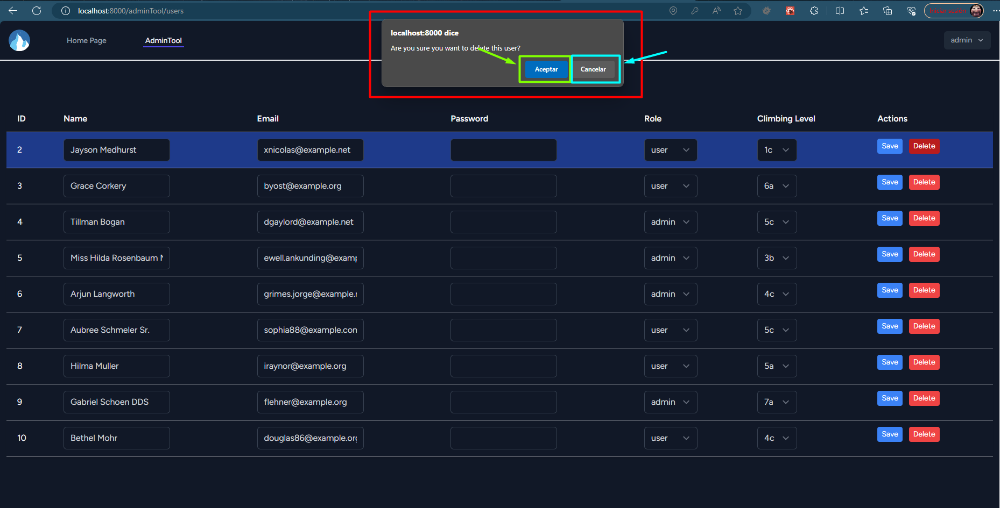 localhost:8000/adminTool/users
Iniciar sesión
Home Page
AdminTool
admin
localhost:8000 dice
Are you sure you want to delete this user?
Aceptar
Cancelar
ID Name Email Password Role Climbing Level Actions
2 Jayson Medhurst xnicolas@example.net user 1c Save Delete
3 Grace Corkery byost@example.org user 6a Save Delete
4 Tillman Bogan dgaylord@example.net admin 5c Save Delete
5 Miss Hilda Rosenbaum ewell.ankunding@examp admin 3b Save Delete
6 Arjun Langworth grimes.jorge@example. admin 4c Save Delete
7 Aubree Schmeler Sr. sophia88@example.con user 5c Save Delete
8 Hilma Muller iraynor@example.org user 5a Save Delete
9 Gabriel Schoen DDS flehner@example.org admin 7a Save Delete
10 Bethel Mohr douglas86@example.org user 4c Save Delete